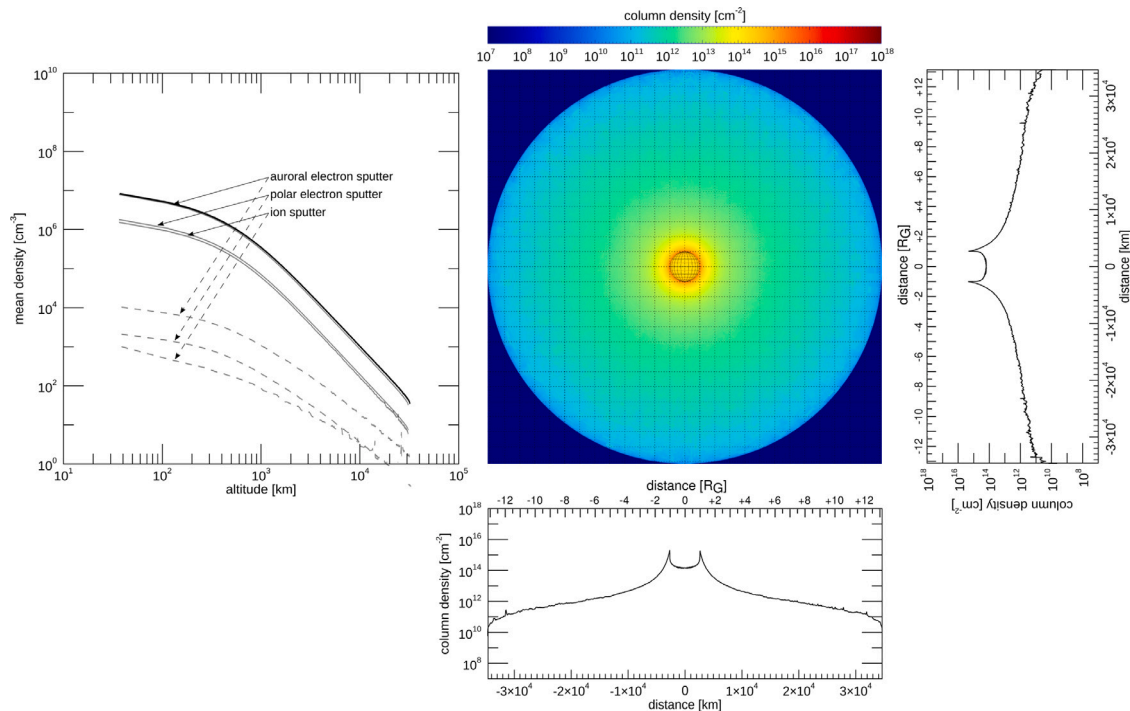 column density [cm⁻²]
10⁷ 10⁸ 10⁹ 10¹⁰ 10¹¹ 10¹² 10¹³ 10¹⁴ 10¹⁵ 10¹⁶ 10¹⁷ 10¹⁸
mean density [cm⁻³]
10¹⁰
10⁸
10⁶
10⁴
10²
10⁰
auroral electron sputter
polar electron sputter
ion sputter
10¹ 10² 10³ 10⁴ 10⁵
altitude [km]
distance [R_G]
+12
+10
+8
+6
+4
+2
0
-2
-4
-6
-8
-10
-12
3×10⁴
2×10⁴
1×10⁴
0
-1×10⁴
-2×10⁴
-3×10⁴
distance [km]
10¹⁸ 10¹⁶ 10¹⁴ 10¹² 10¹⁰ 10⁸
column density [cm⁻²]
distance [R_G]
-12 -10 -8 -6 -4 -2 0 +2 +4 +6 +8 +10 +12
column density [cm⁻²]
10¹⁸
10¹⁶
10¹⁴
10¹²
10¹⁰
10⁸
-3×10⁴ -2×10⁴ -1×10⁴ 0 1×10⁴ 2×10⁴ 3×10⁴
distance [km]